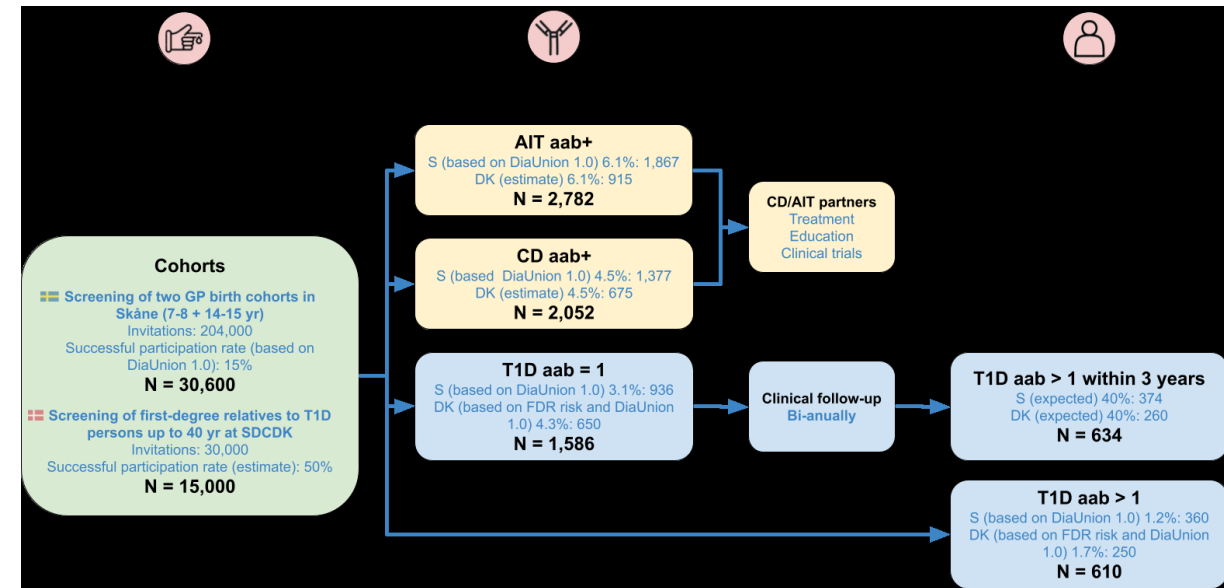 Cohorts
Screening of two GP birth cohorts in
Skåne (7-8 + 14-15 yr)
Invitations: 204,000
Successful participation rate (based on
DiaUnion 1.0): 15%
N = 30,600
Screening of first-degree relatives to T1D
persons up to 40 yr at SDCDK
Invitations: 30,000
Successful participation rate (estimate): 50%
N = 15,000
AIT aab+
S (based on DiaUnion 1.0) 6.1%: 1,867
DK (estimate) 6.1%: 915
N = 2,782
CD aab+
S (based  DiaUnion 1.0) 4.5%: 1,377
DK (estimate) 4.5%: 675
N = 2,052
CD/AIT partners
Treatment
Education
Clinical trials
T1D aab = 1
S (based on DiaUnion 1.0) 3.1%: 936
DK (based on FDR risk and DiaUnion
1.0) 4.3%: 650
N = 1,586
Clinical follow-up
Bi-annually
T1D aab > 1 within 3 years
S (expected) 40%: 374
DK (expected) 40%: 260
N = 634
T1D aab > 1
S (based on DiaUnion 1.0) 1.2%: 360
DK (based on FDR risk and DiaUnion
1.0) 1.7%: 250
N = 610